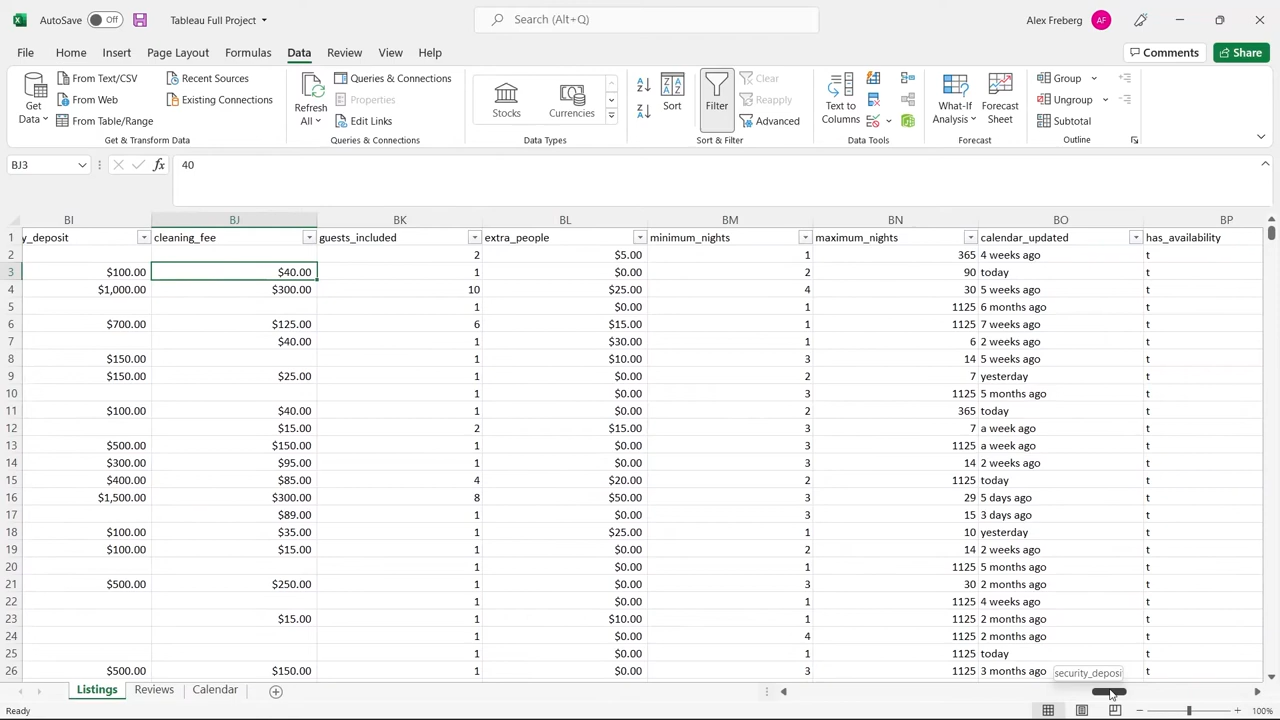 AutoSave Off Tableau Full Project Search (Alt+Q) Alex Freberg AF
File Home Insert Page Layout Formulas Data Review View Help Comments Share
Get Data From Text/CSV From Web From Table/Range Recent Sources Existing Connections
Refresh All Queries & Connections Properties Edit Links
Stocks Currencies
Sort Filter Clear Reapply Advanced
Text to Columns
What-If Analysis Forecast Sheet
Group Ungroup Subtotal
Get & Transform Data Queries & Connections Data Types Sort & Filter Data Tools Forecast Outline
BJ3 fx 40
BI BJ BK BL BM BN BO BP
1 y_deposit cleaning_fee guests_included extra_people minimum_nights maximum_nights calendar_updated has_availability
2 2 $5.00 1 365 4 weeks ago t
3 $100.00 $40.00 1 $0.00 2 90 today t
4 $1,000.00 $300.00 10 $25.00 4 30 5 weeks ago t
5 1 $0.00 1 1125 6 months ago t
6 $700.00 $125.00 6 $15.00 1 1125 7 weeks ago t
7 $40.00 1 $30.00 1 6 2 weeks ago t
8 $150.00 1 $10.00 3 14 5 weeks ago t
9 $150.00 $25.00 1 $0.00 2 7 yesterday t
10 1 $0.00 3 1125 5 months ago t
11 $100.00 $40.00 1 $0.00 2 365 today t
12 $15.00 2 $15.00 3 7 a week ago t
13 $500.00 $150.00 1 $0.00 3 1125 a week ago t
14 $300.00 $95.00 1 $0.00 3 14 2 weeks ago t
15 $400.00 $85.00 4 $20.00 2 1125 today t
16 $1,500.00 $300.00 8 $50.00 3 29 5 days ago t
17 $89.00 1 $0.00 3 15 3 days ago t
18 $100.00 $35.00 1 $25.00 1 10 yesterday t
19 $100.00 $15.00 1 $0.00 2 14 2 weeks ago t
20 1 $0.00 1 1125 5 months ago t
21 $500.00 $250.00 1 $0.00 3 30 2 months ago t
22 1 $0.00 1 1125 4 weeks ago t
23 $15.00 1 $10.00 1 1125 2 months ago t
24 1 $0.00 4 1125 2 months ago t
25 1 $0.00 1 1125 today t
26 $500.00 $150.00 1 $0.00 3 1125 3 months ago t
security_deposi
Listings Reviews Calendar
Ready 100%